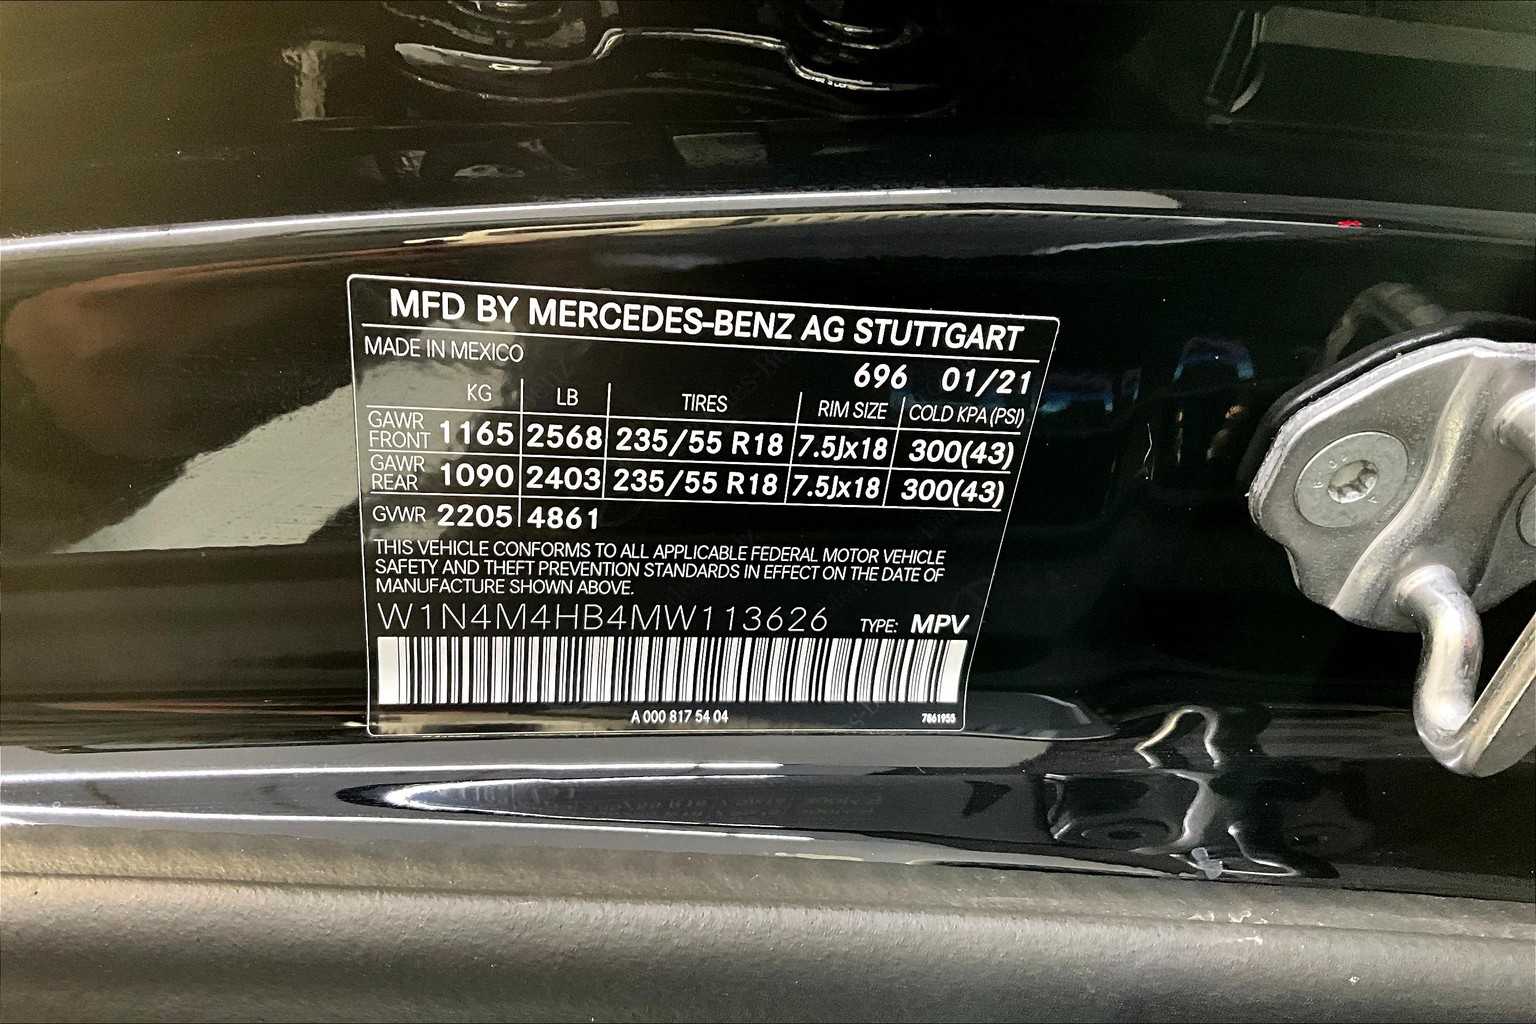 MFD BY MERCEDES-BENZ AG STUTTGART
MADE IN MEXICO
696 01/21
KG LB TIRES RIM SIZE COLD KPA (PSI)
GAWR FRONT 1165 2568 235/55 R18 7.5Jx18 300(43)
GAWR REAR 1090 2403 235/55 R18 7.5Jx18 300(43)
GVWR 2205 4861
THIS VEHICLE CONFORMS TO ALL APPLICABLE FEDERAL MOTOR VEHICLE
SAFETY AND THEFT PREVENTION STANDARDS IN EFFECT ON THE DATE OF
MANUFACTURE SHOWN ABOVE.
W1N4M4HB4MW113626 TYPE: MPV
A 000 817 54 04 7861955